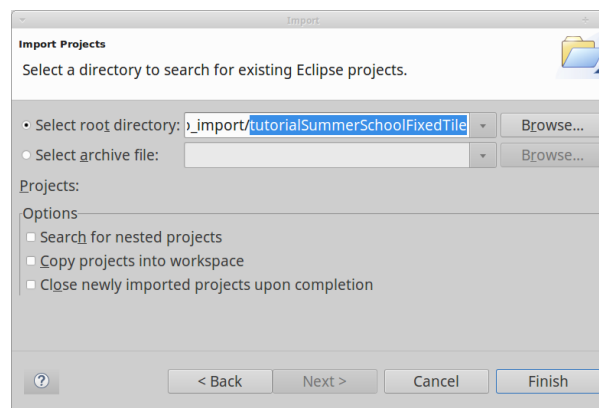 Import
Import Projects
Select a directory to search for existing Eclipse projects.
Select root directory: o_import/tutorialSummerSchoolFixedTile Browse...
Select archive file: Browse...
Projects:
Options
Search for nested projects
Copy projects into workspace
Close newly imported projects upon completion
? < Back Next > Cancel Finish